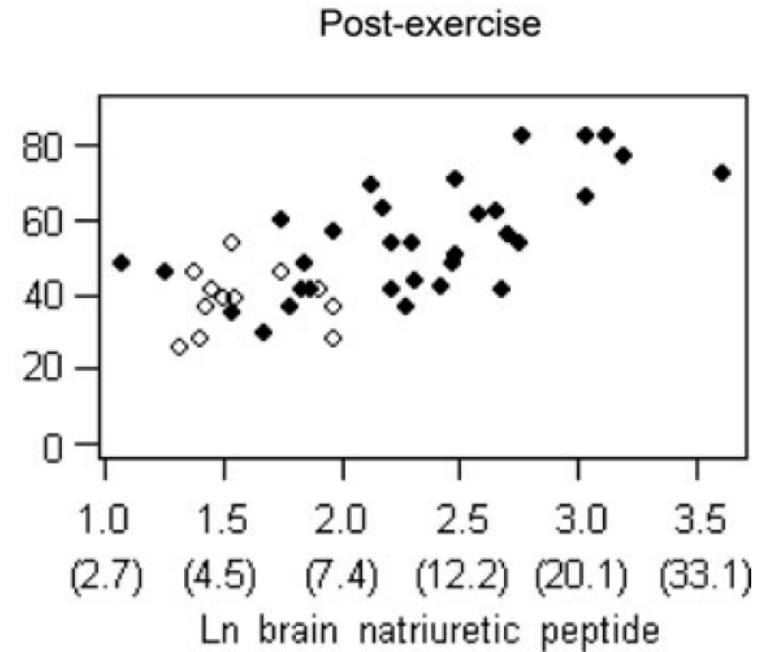 Post-exercise
80
60
40
20
0
1.0 1.5 2.0 2.5 3.0 3.5
(2.7) (4.5) (7.4) (12.2) (20.1) (33.1)
Ln brain natriuretic peptide